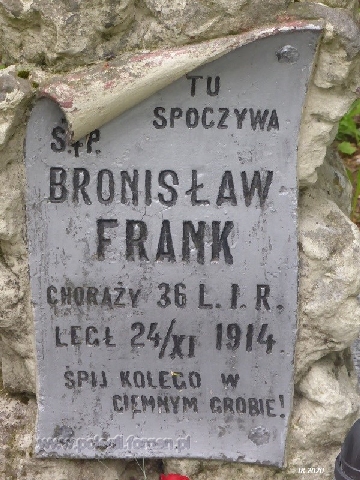 TU
SPOCZYWA
Ś.†P.
BRONISŁAW
FRANK
CHORĄŻY 36 L.I.R.
LEGŁ 24/XI 1914
ŚPIJ KOLEGO W
CIEMNYM GROBIE!